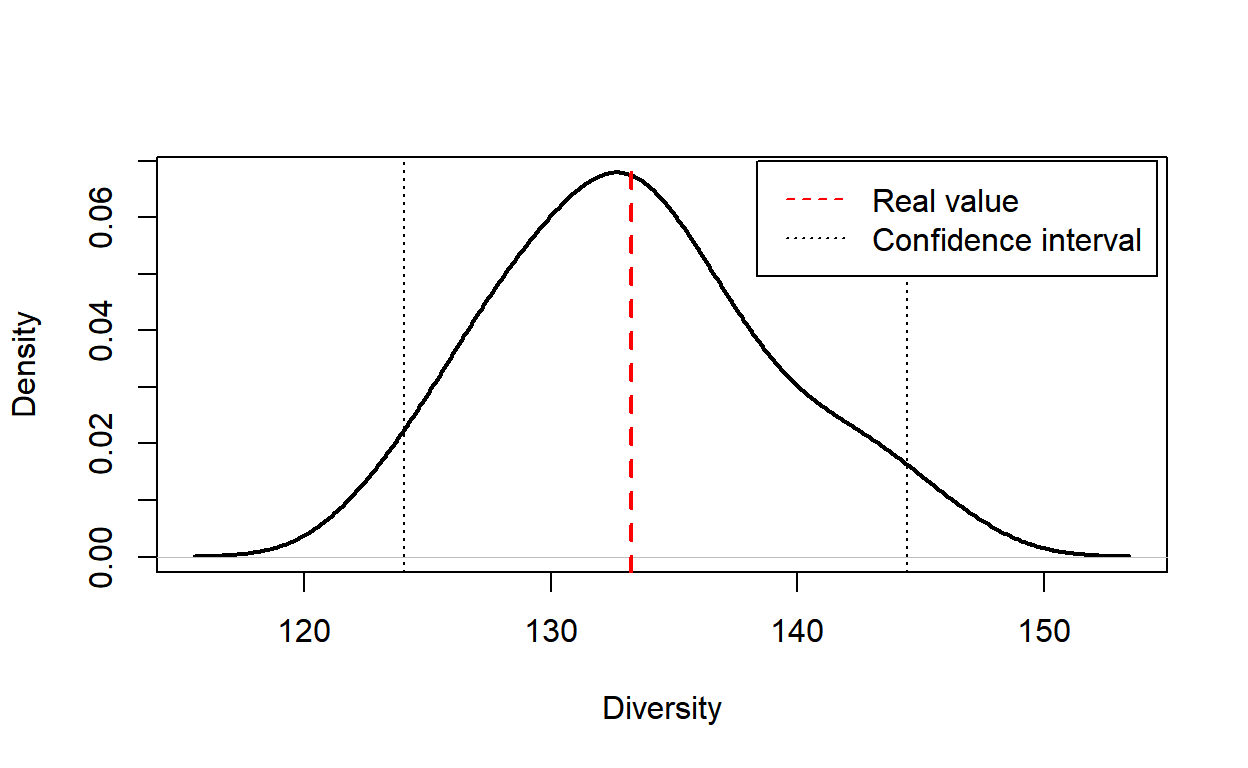 Real value
Confidence interval
0.06
0.04
0.02
0.00
Density
120 130 140 150
Diversity